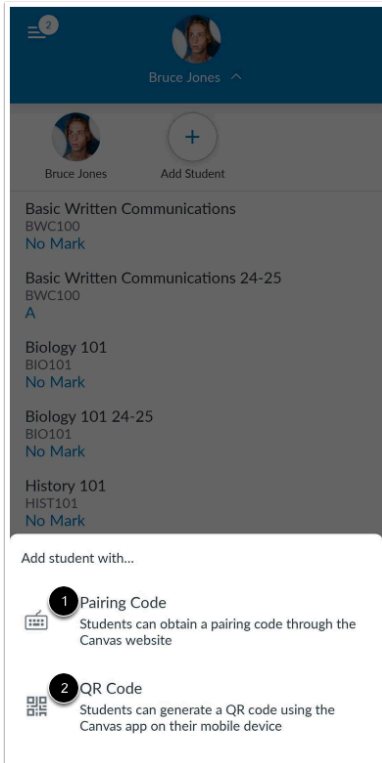 2
Bruce Jones
Bruce Jones
Add Student
Basic Written Communications
BWC100
No Mark
Basic Written Communications 24-25
BWC100
A
Biology 101
BIO101
No Mark
Biology 101 24-25
BIO101
No Mark
History 101
HIST101
No Mark
Add student with...
1 Pairing Code
Students can obtain a pairing code through the
Canvas website
2 QR Code
Students can generate a QR code using the
Canvas app on their mobile device